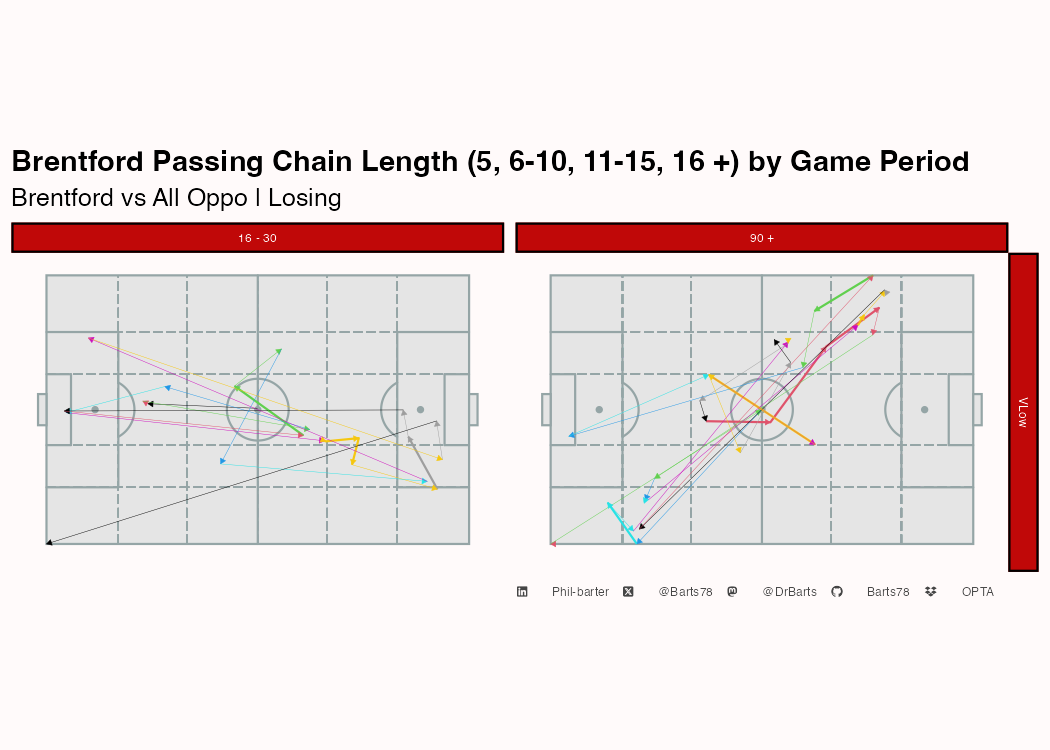 Brentford Passing Chain Length (5, 6-10, 11-15, 16 +) by Game Period
Brentford vs All Oppo | Losing
16 - 30
90 +
VLow
Phil-barter @Barts78 @DrBarts Barts78 OPTA